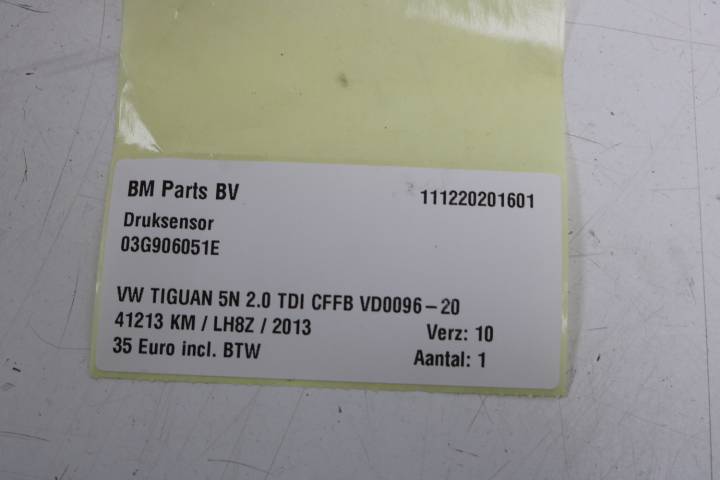 BM Parts BV 111220201601
Druksensor
03G906051E
VW TIGUAN 5N 2.0 TDI CFFB VD0096-20
41213 KM / LH8Z / 2013 Verz: 10
35 Euro incl. BTW Aantal: 1